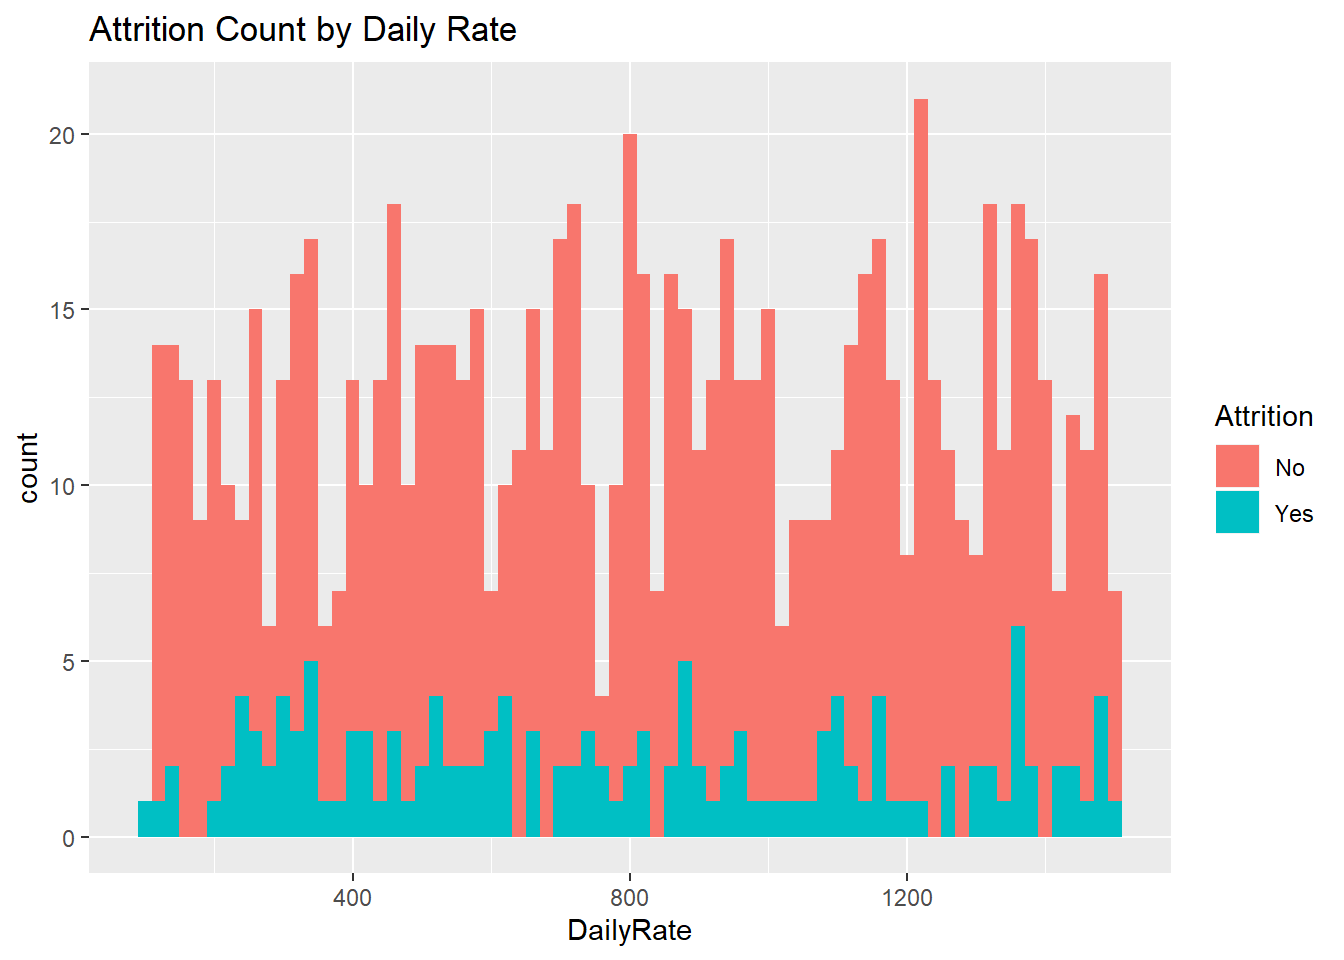 Attrition Count by Daily Rate
20
15
10
5
0
count
400
800
1200
DailyRate
Attrition
No
Yes